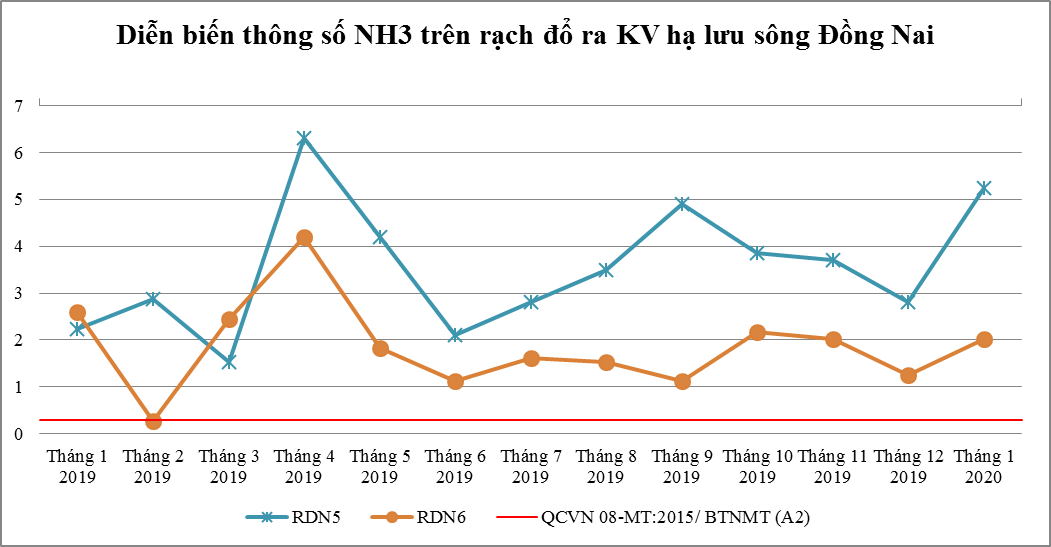 Diễn biến thông số NH3 trên rạch đổ ra KV hạ lưu sông Đồng Nai
7
6
5
4
3
2
1
0
Tháng 1 Tháng 2 Tháng 3 Tháng 4 Tháng 5 Tháng 6 Tháng 7 Tháng 8 Tháng 9 Tháng 10 Tháng 11 Tháng 12 Tháng 1
2019 2019 2019 2019 2019 2019 2019 2019 2019 2019 2019 2019 2020
RDN5 RDN6 QCVN 08-MT:2015/ BTNMT (A2)